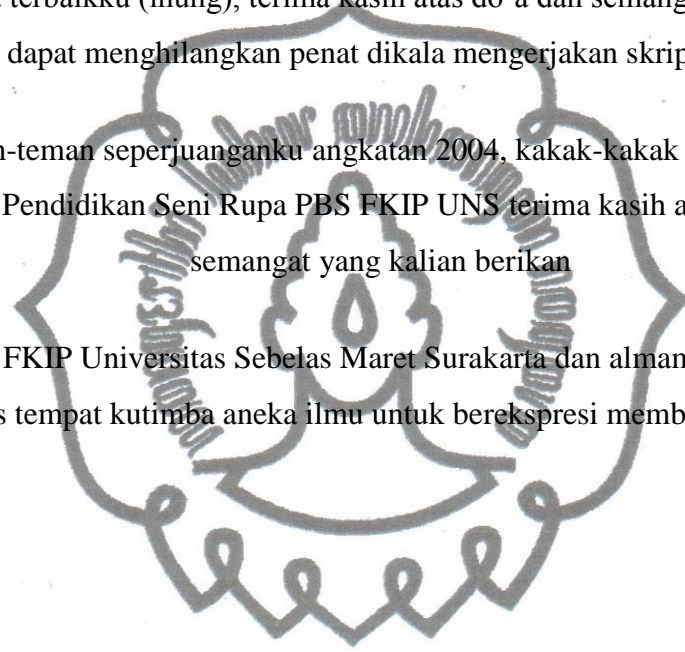 terbaikku (nung), terima kasih atas do'a dan semang
dapat menghilangkan penat dikala mengerjakan skrip
n-teman seperjuanganku angkatan 2004, kakak-kakak
Pendidikan Seni Rupa PBS FKIP UNS terima kasih a
semangat yang kalian berikan
FKIP Universitas Sebelas Maret Surakarta dan alman
s tempat kutimba aneka ilmu untuk berekspresi memb